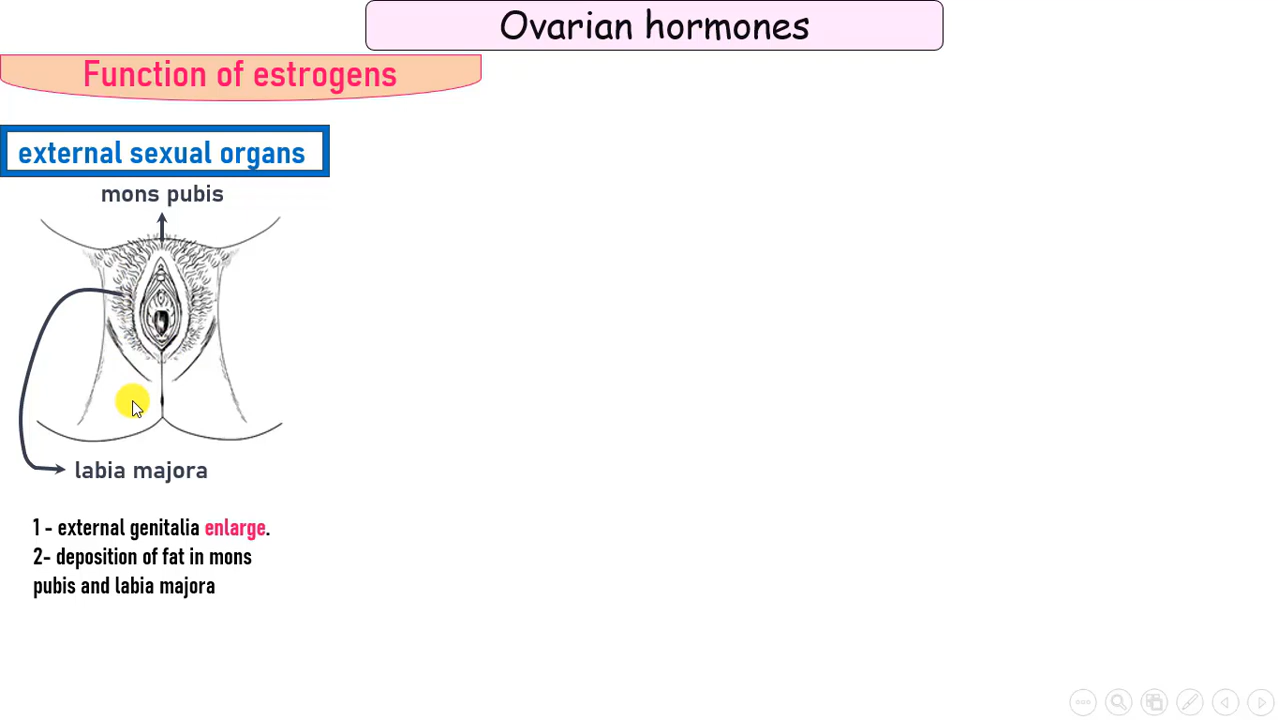 Ovarian hormones
Function of estrogens
external sexual organs
mons pubis
labia majora
1 - external genitalia enlarge.
2- deposition of fat in mons
pubis and labia majora